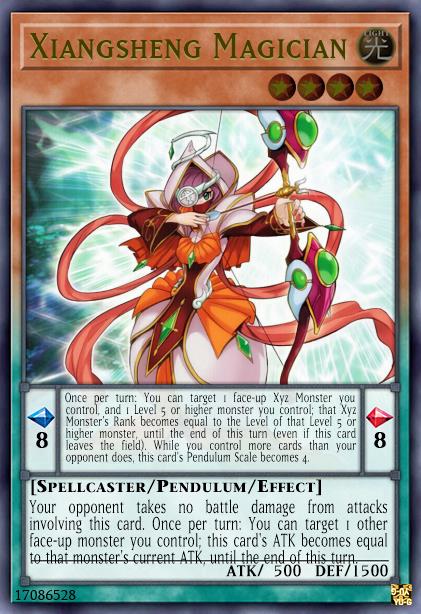 Xiangsheng Magician
LIGHT
光
Once per turn: You can target 1 face-up Xyz Monster you
control, and 1 Level 5 or higher monster you control; that Xyz
Monster's Rank becomes equal to the Level of that Level 5 or
higher monster, until the end of this turn (even if this card
leaves the field). While you control more cards than your
opponent does, this card's Pendulum Scale becomes 4.
8
8
[Spellcaster/Pendulum/Effect]
Your opponent takes no battle damage from attacks
involving this card. Once per turn: You can target 1 other
face-up monster you control; this card's ATK becomes equal
to that monster's current ATK, until the end of this turn.
ATK/ 500 DEF/1500
17086528